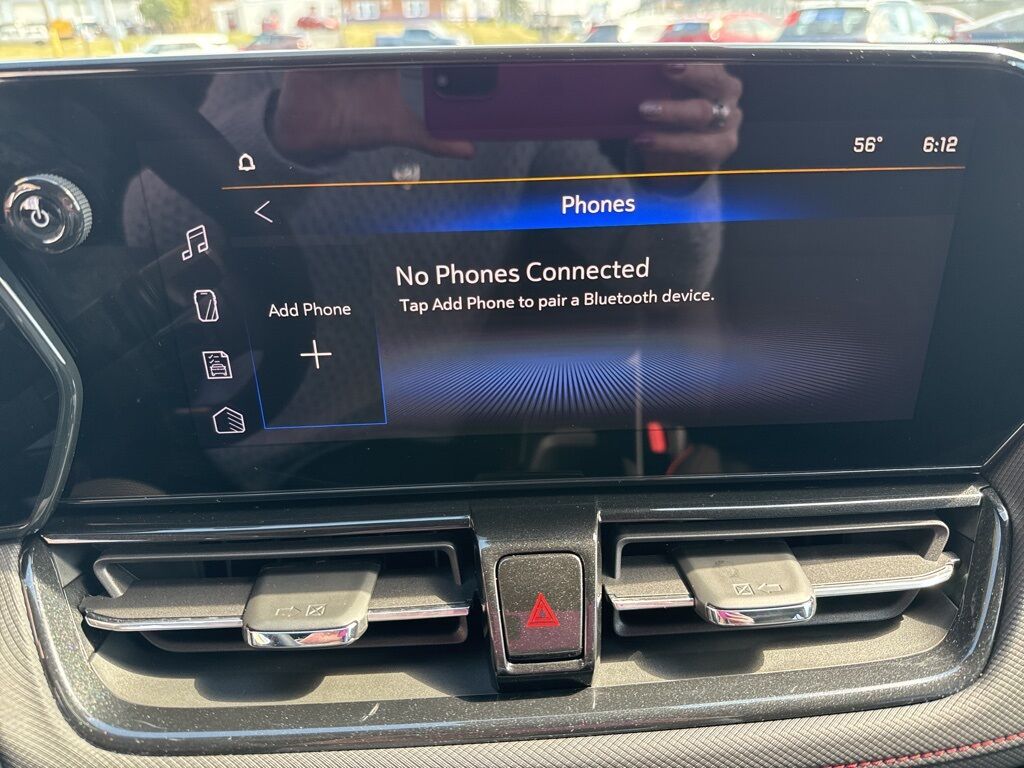 56° 6:12
Phones
No Phones Connected
Tap Add Phone to pair a Bluetooth device.
Add Phone